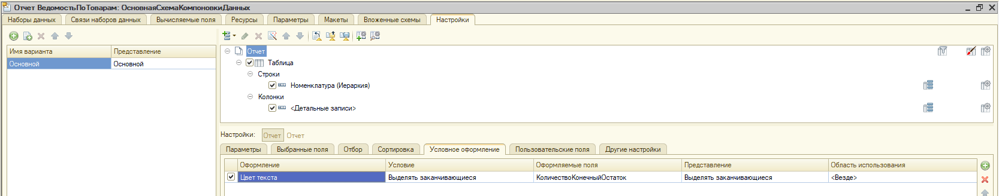 Отчет ВедомостьПоТоварам: ОсновнаяСхемаКомпоновкиДанных
Наборы данных Связи наборов данных Вычисляемые поля Ресурсы Параметры Макеты Вложенные схемы Настройки
Имя варианта Представление
Основной Основной
Отчет
Таблица
Строки
Номенклатура (Иерархия)
Колонки
<Детальные записи>
Настройки: Отчет Отчет
Параметры Выбранные поля Отбор Сортировка Условное оформление Пользовательские поля Другие настройки
Оформление Условие Оформляемые поля Представление Область использования
Цвет текста Выделять заканчивающиеся КоличествоКонечныйОстаток Выделять заканчивающиеся <Везде>